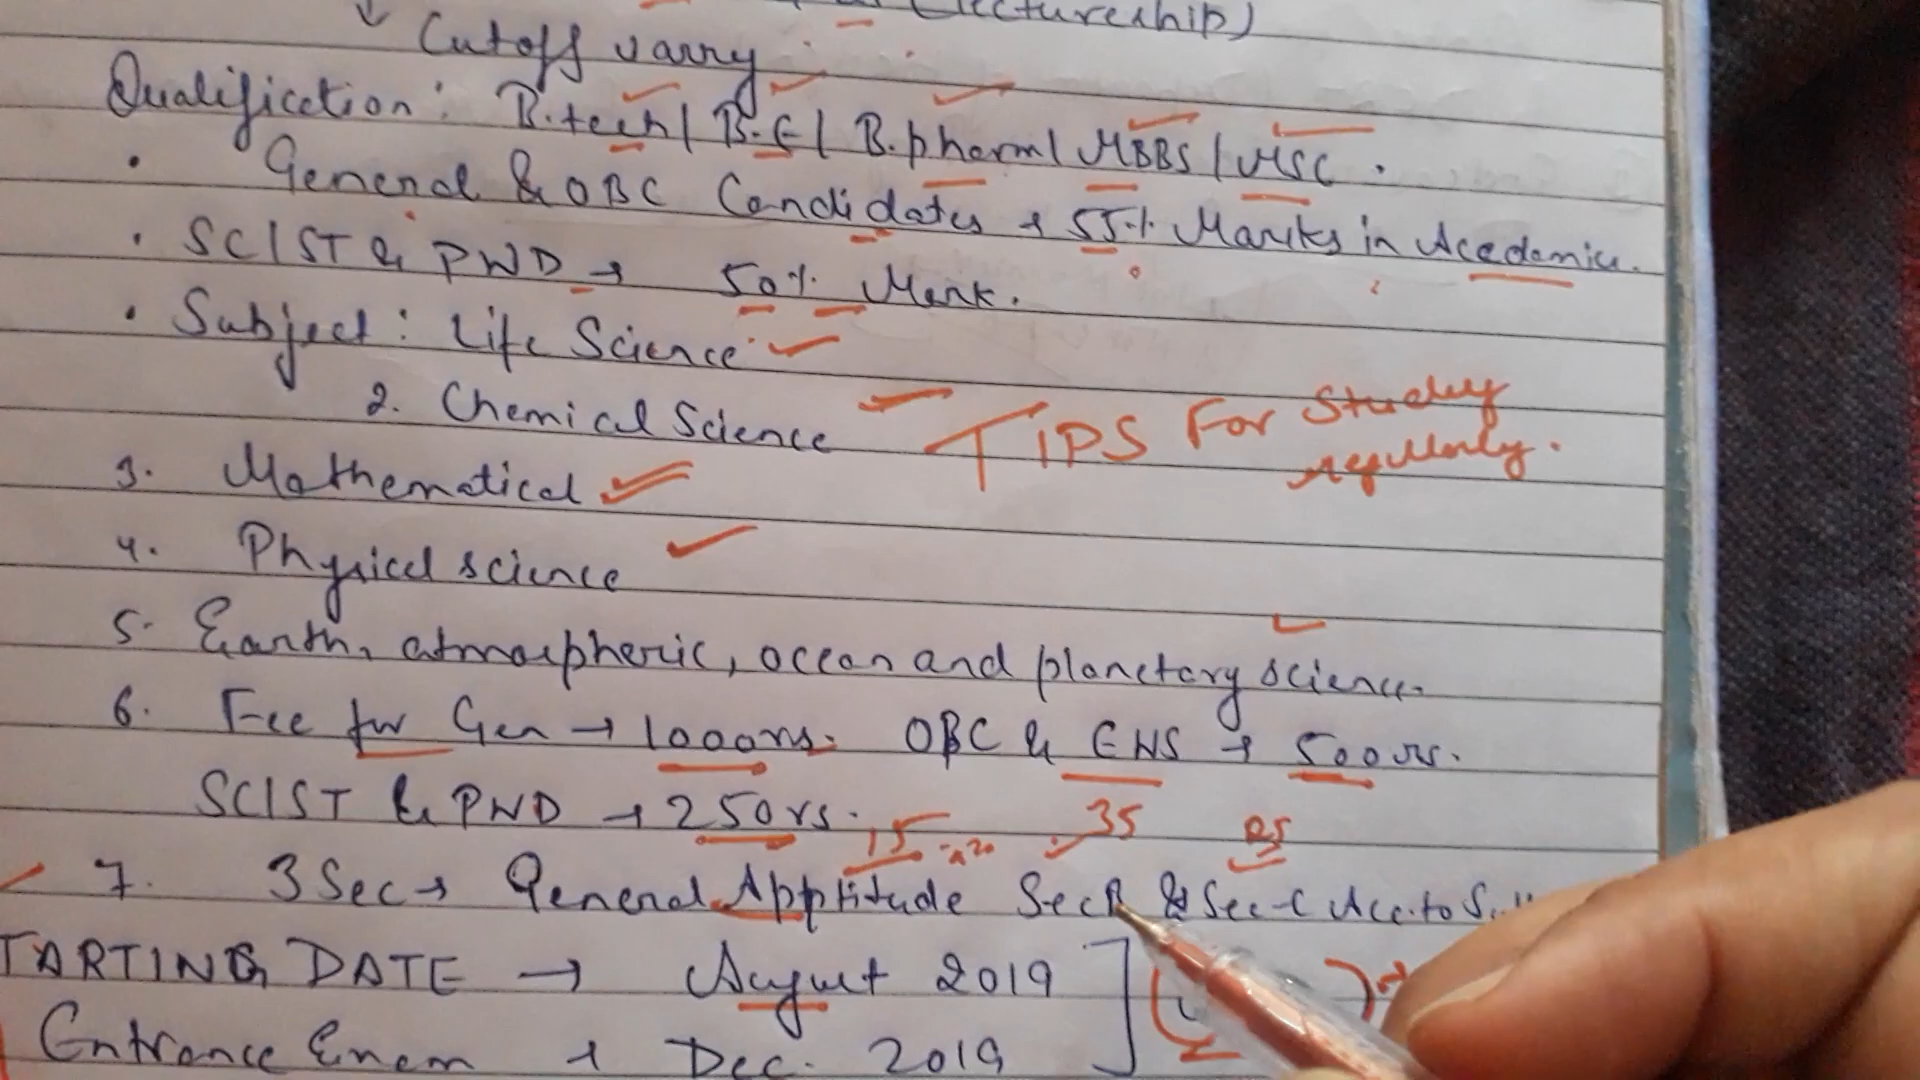 Lectureship)
Cutoff varry
Qualification: B.tech / B.E / B.pharm / MBBS / MSC.
• General & OBC Candidates → 55% Marks in Acedamic.
• SC/ST & PWD → 50% Mark.
• Subject: Life Science
2. Chemical Science
TIPS For Study regularly.
3. Mathematical
4. Physical science
5. Earth, atmospheric, ocean and planetary science.
6. Fee for Gen → 1000rs. OBC & EWS → 500rs.
SC/ST & PWD → 250rs.
15 35 25
7. 3 Sec → General Apptitude Sec B & Sec-C Acc. to
TARTING DATE → August 2019
Entrance Exam → Dec. 2019